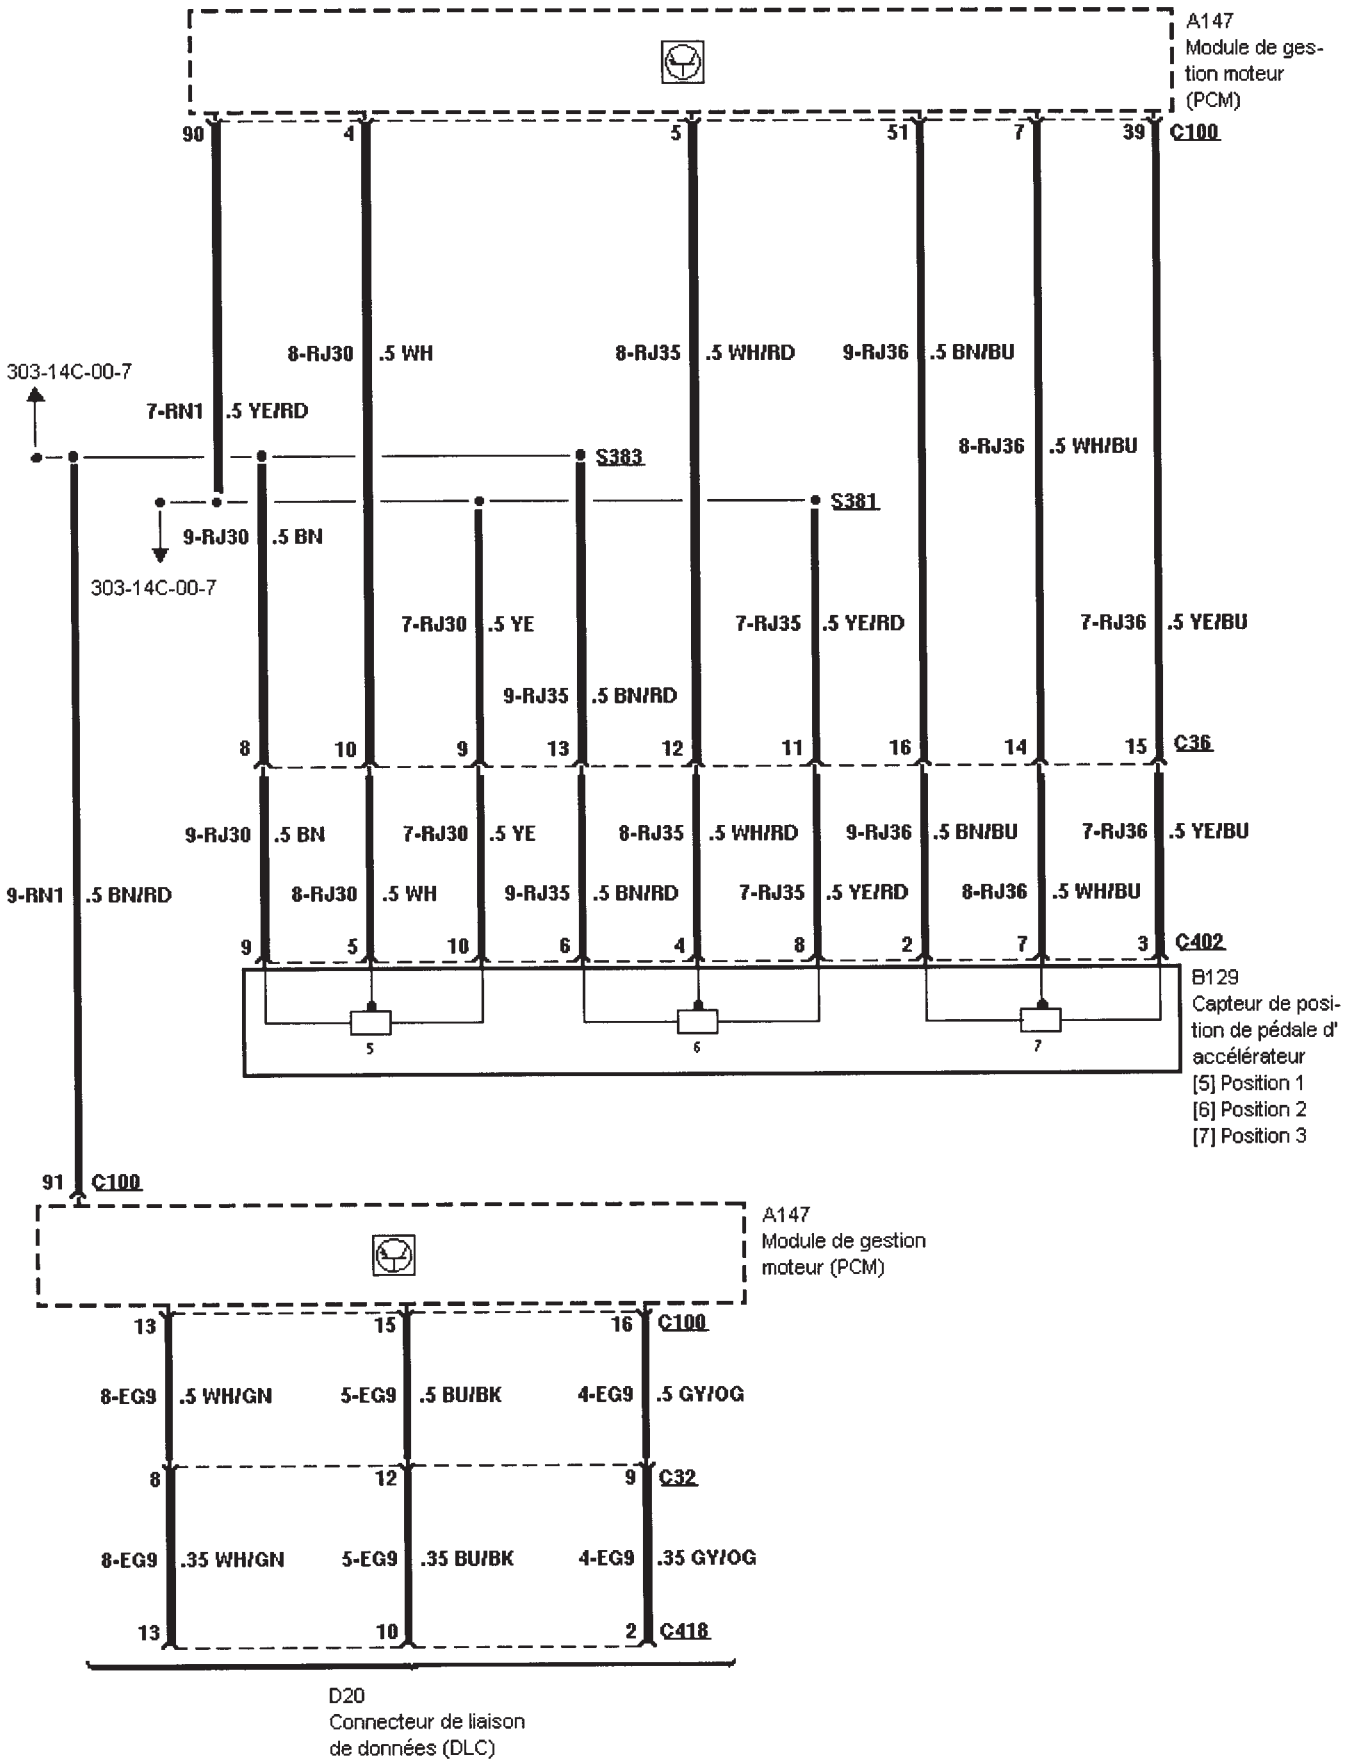 A147
Module de ges-
tion moteur
(PCM)
90 4 5 51 7 39 C100
8-RJ30 .5 WH 8-RJ35 .5 WH/RD 9-RJ36 .5 BN/BU
303-14C-00-7
7-RN1 .5 YE/RD
8-RJ36 .5 WH/BU
S383
S381
9-RJ30 .5 BN
303-14C-00-7
7-RJ30 .5 YE 7-RJ35 .5 YE/RD 7-RJ36 .5 YE/BU
9-RJ35 .5 BN/RD
8 10 9 13 12 11 16 14 15 C36
9-RJ30 .5 BN 7-RJ30 .5 YE 8-RJ35 .5 WH/RD 9-RJ36 .5 BN/BU 7-RJ36 .5 YE/BU
9-RN1 .5 BN/RD 8-RJ30 .5 WH 9-RJ35 .5 BN/RD 7-RJ35 .5 YE/RD 8-RJ36 .5 WH/BU
9 5 10 6 4 8 2 7 3 C402
B129
Capteur de posi-
tion de pédale d'
accélérateur
[5] Position 1
[6] Position 2
[7] Position 3
5 6 7
91 C100
A147
Module de gestion
moteur (PCM)
13 15 16 C100
8-EG9 .5 WH/GN 5-EG9 .5 BU/BK 4-EG9 .5 GY/OG
8 12 9 C32
8-EG9 .35 WH/GN 5-EG9 .35 BU/BK 4-EG9 .35 GY/OG
13 10 2 C418
D20
Connecteur de liaison
de données (DLC)